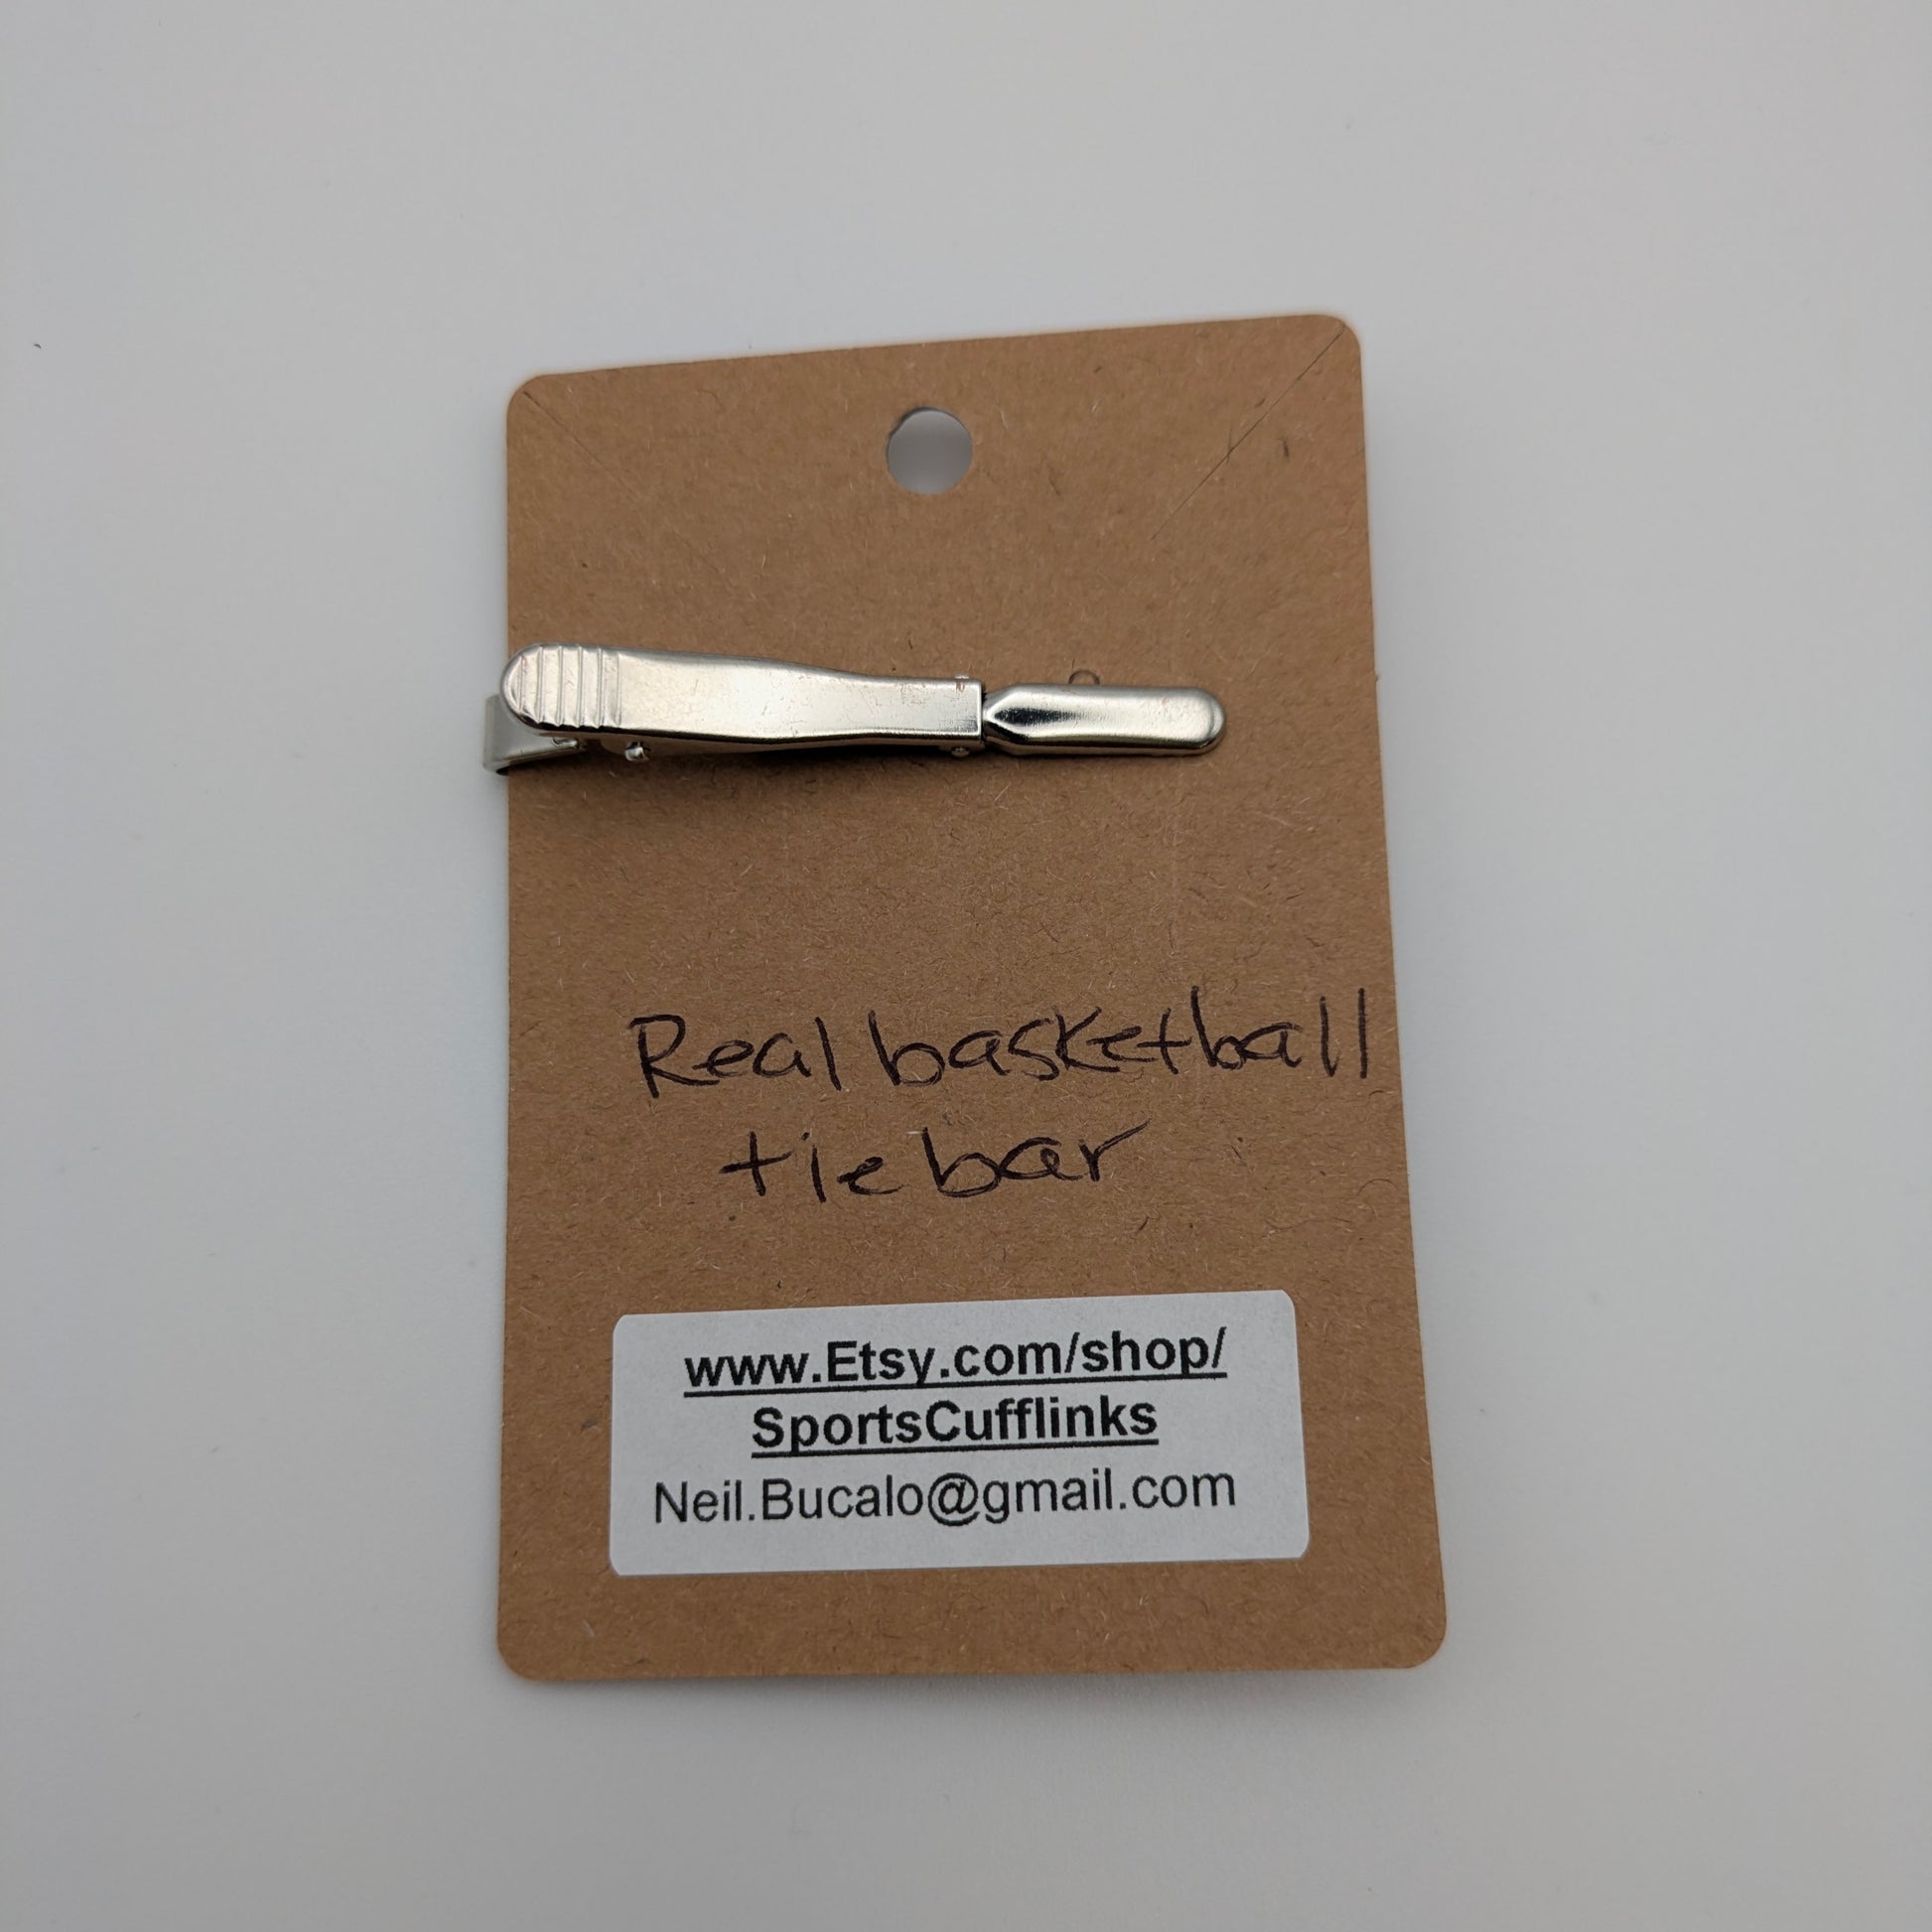 Real basketball
tie bar
www.Etsy.com/shop/
SportsCufflinks
Neil.Bucalo@gmail.com